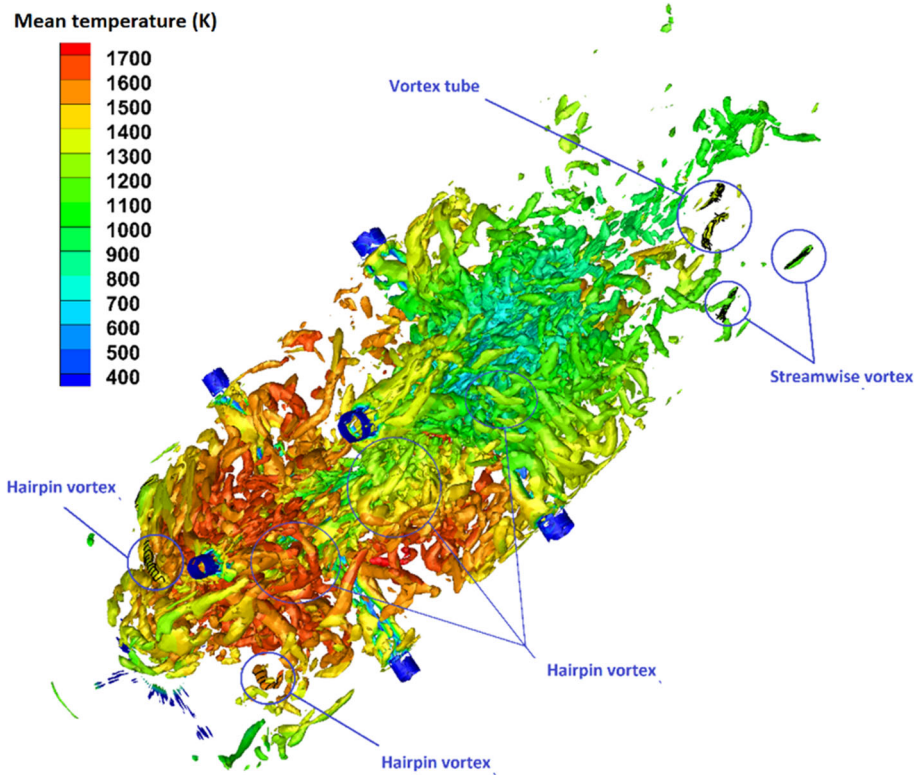 Mean temperature (K)
1700
1600
1500
1400
1300
1200
1100
1000
900
800
700
600
500
400
Vortex tube
Streamwise vortex
Hairpin vortex
Hairpin vortex
Hairpin vortex